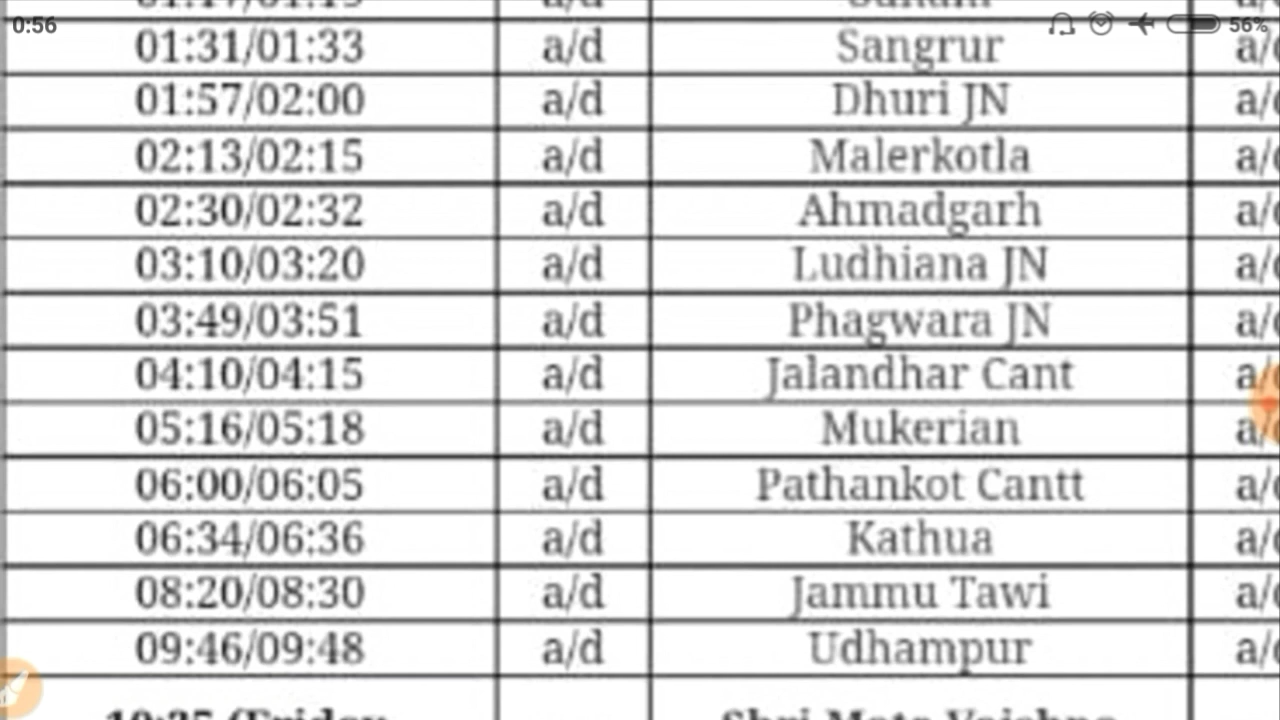 0:56
56%
01:31/01:33 a/d Sangrur
01:57/02:00 a/d Dhuri JN
02:13/02:15 a/d Malerkotla
02:30/02:32 a/d Ahmadgarh
03:10/03:20 a/d Ludhiana JN
03:49/03:51 a/d Phagwara JN
04:10/04:15 a/d Jalandhar Cant
05:16/05:18 a/d Mukerian
06:00/06:05 a/d Pathankot Cantt
06:34/06:36 a/d Kathua
08:20/08:30 a/d Jammu Tawi
09:46/09:48 a/d Udhampur